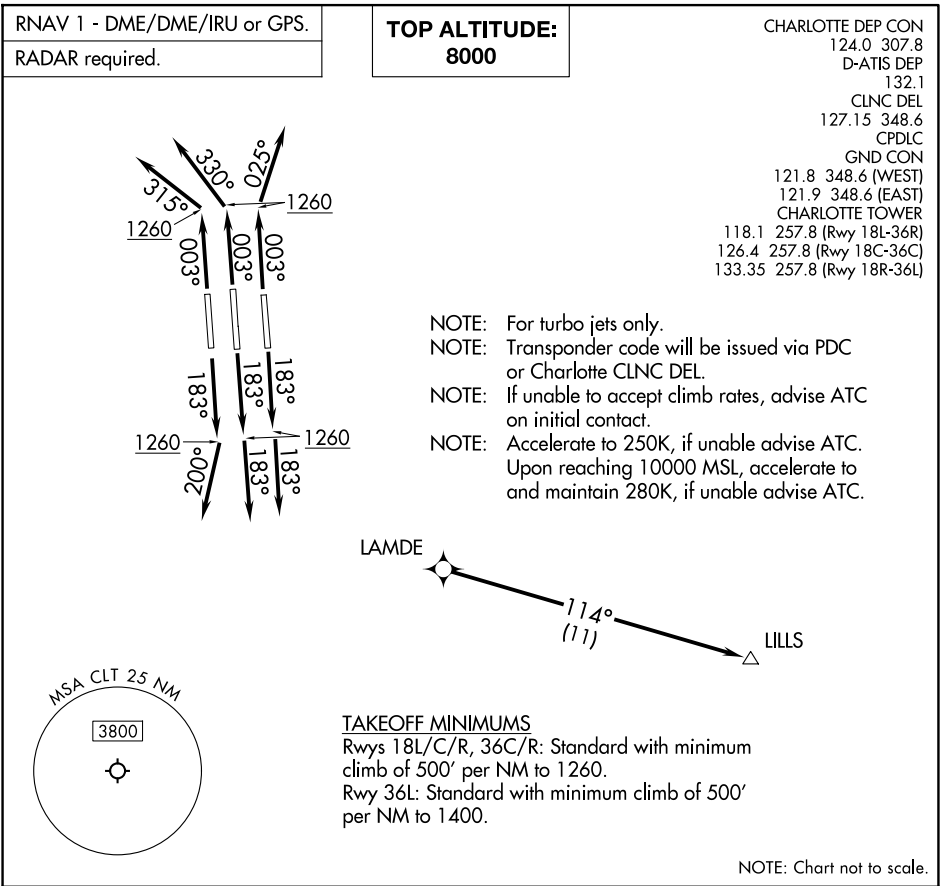 RNAV 1 - DME/DME/IRU or GPS.
RADAR required.
TOP ALTITUDE:
8000
CHARLOTTE DEP CON
124.0 307.8
D-ATIS DEP
132.1
CLNC DEL
127.15 348.6
CPDLC
GND CON
121.8 348.6 (WEST)
121.9 348.6 (EAST)
CHARLOTTE TOWER
118.1 257.8 (Rwy 18L-36R)
126.4 257.8 (Rwy 18C-36C)
133.35 257.8 (Rwy 18R-36L)
315°
330°
025°
1260
1260
003°
003°
003°
183°
183°
183°
1260
1260
200°
183°
183°
NOTE: For turbo jets only.
NOTE: Transponder code will be issued via PDC
or Charlotte CLNC DEL.
NOTE: If unable to accept climb rates, advise ATC
on initial contact.
NOTE: Accelerate to 250K, if unable advise ATC.
Upon reaching 10000 MSL, accelerate to
and maintain 280K, if unable advise ATC.
LAMDE
114°
(11)
LILLS
MSA CLT 25 NM
3800
TAKEOFF MINIMUMS
Rwys 18L/C/R, 36C/R: Standard with minimum
climb of 500' per NM to 1260.
Rwy 36L: Standard with minimum climb of 500'
per NM to 1400.
NOTE: Chart not to scale.